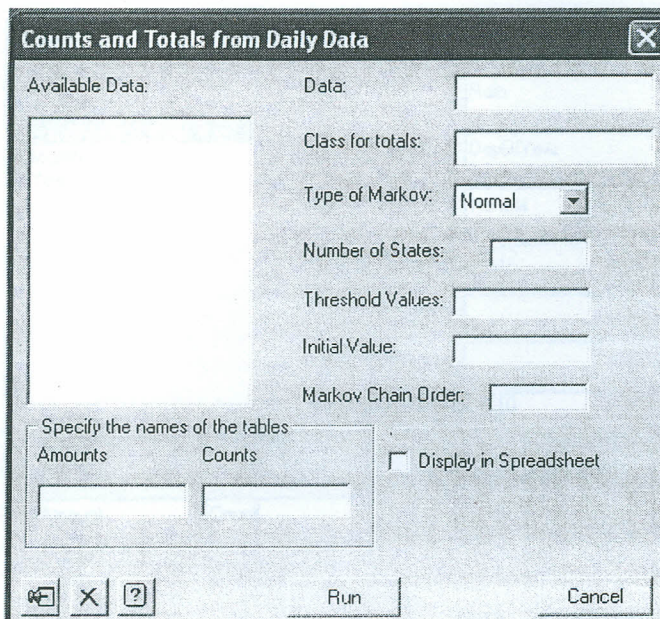 Counts and Totals from Daily Data
Available Data:
Data:
Class for totals:
Type of Markov: Normal
Number of States:
Threshold Values:
Initial Value:
Markov Chain Order:
Specify the names of the tables
Amounts Counts
Display in Spreadsheet
?
Run
Cancel